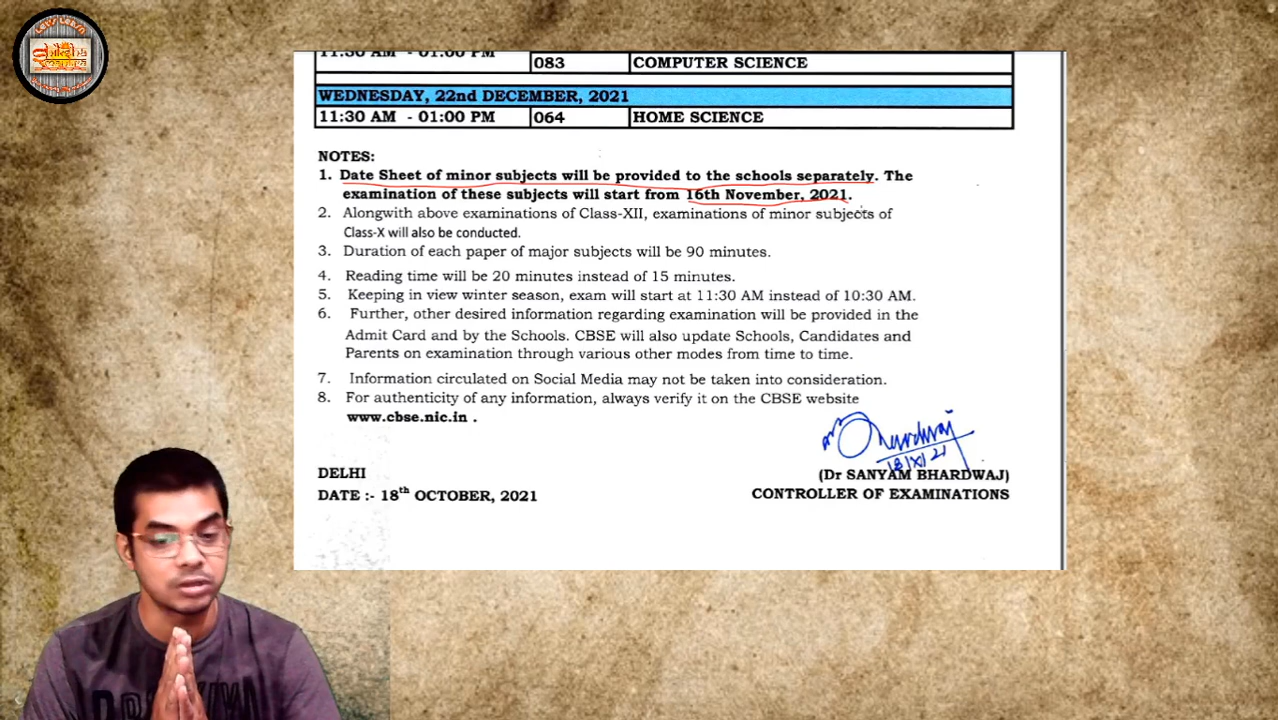 Let's Learn
11:30 AM - 01:00 PM
083 COMPUTER SCIENCE
WEDNESDAY, 22nd DECEMBER, 2021
11:30 AM - 01:00 PM 064 HOME SCIENCE
NOTES:
1. Date Sheet of minor subjects will be provided to the schools separately. The
examination of these subjects will start from 16th November, 2021.
2. Alongwith above examinations of Class-XII, examinations of minor subjects of
Class-X will also be conducted.
3. Duration of each paper of major subjects will be 90 minutes.
4. Reading time will be 20 minutes instead of 15 minutes.
5. Keeping in view winter season, exam will start at 11:30 AM instead of 10:30 AM.
6. Further, other desired information regarding examination will be provided in the
Admit Card and by the Schools. CBSE will also update Schools, Candidates and
Parents on examination through various other modes from time to time.
7. Information circulated on Social Media may not be taken into consideration.
8. For authenticity of any information, always verify it on the CBSE website
www.cbse.nic.in .
DELHI
DATE :- 18th OCTOBER, 2021
(Dr SANYAM BHARDWAJ)
CONTROLLER OF EXAMINATIONS